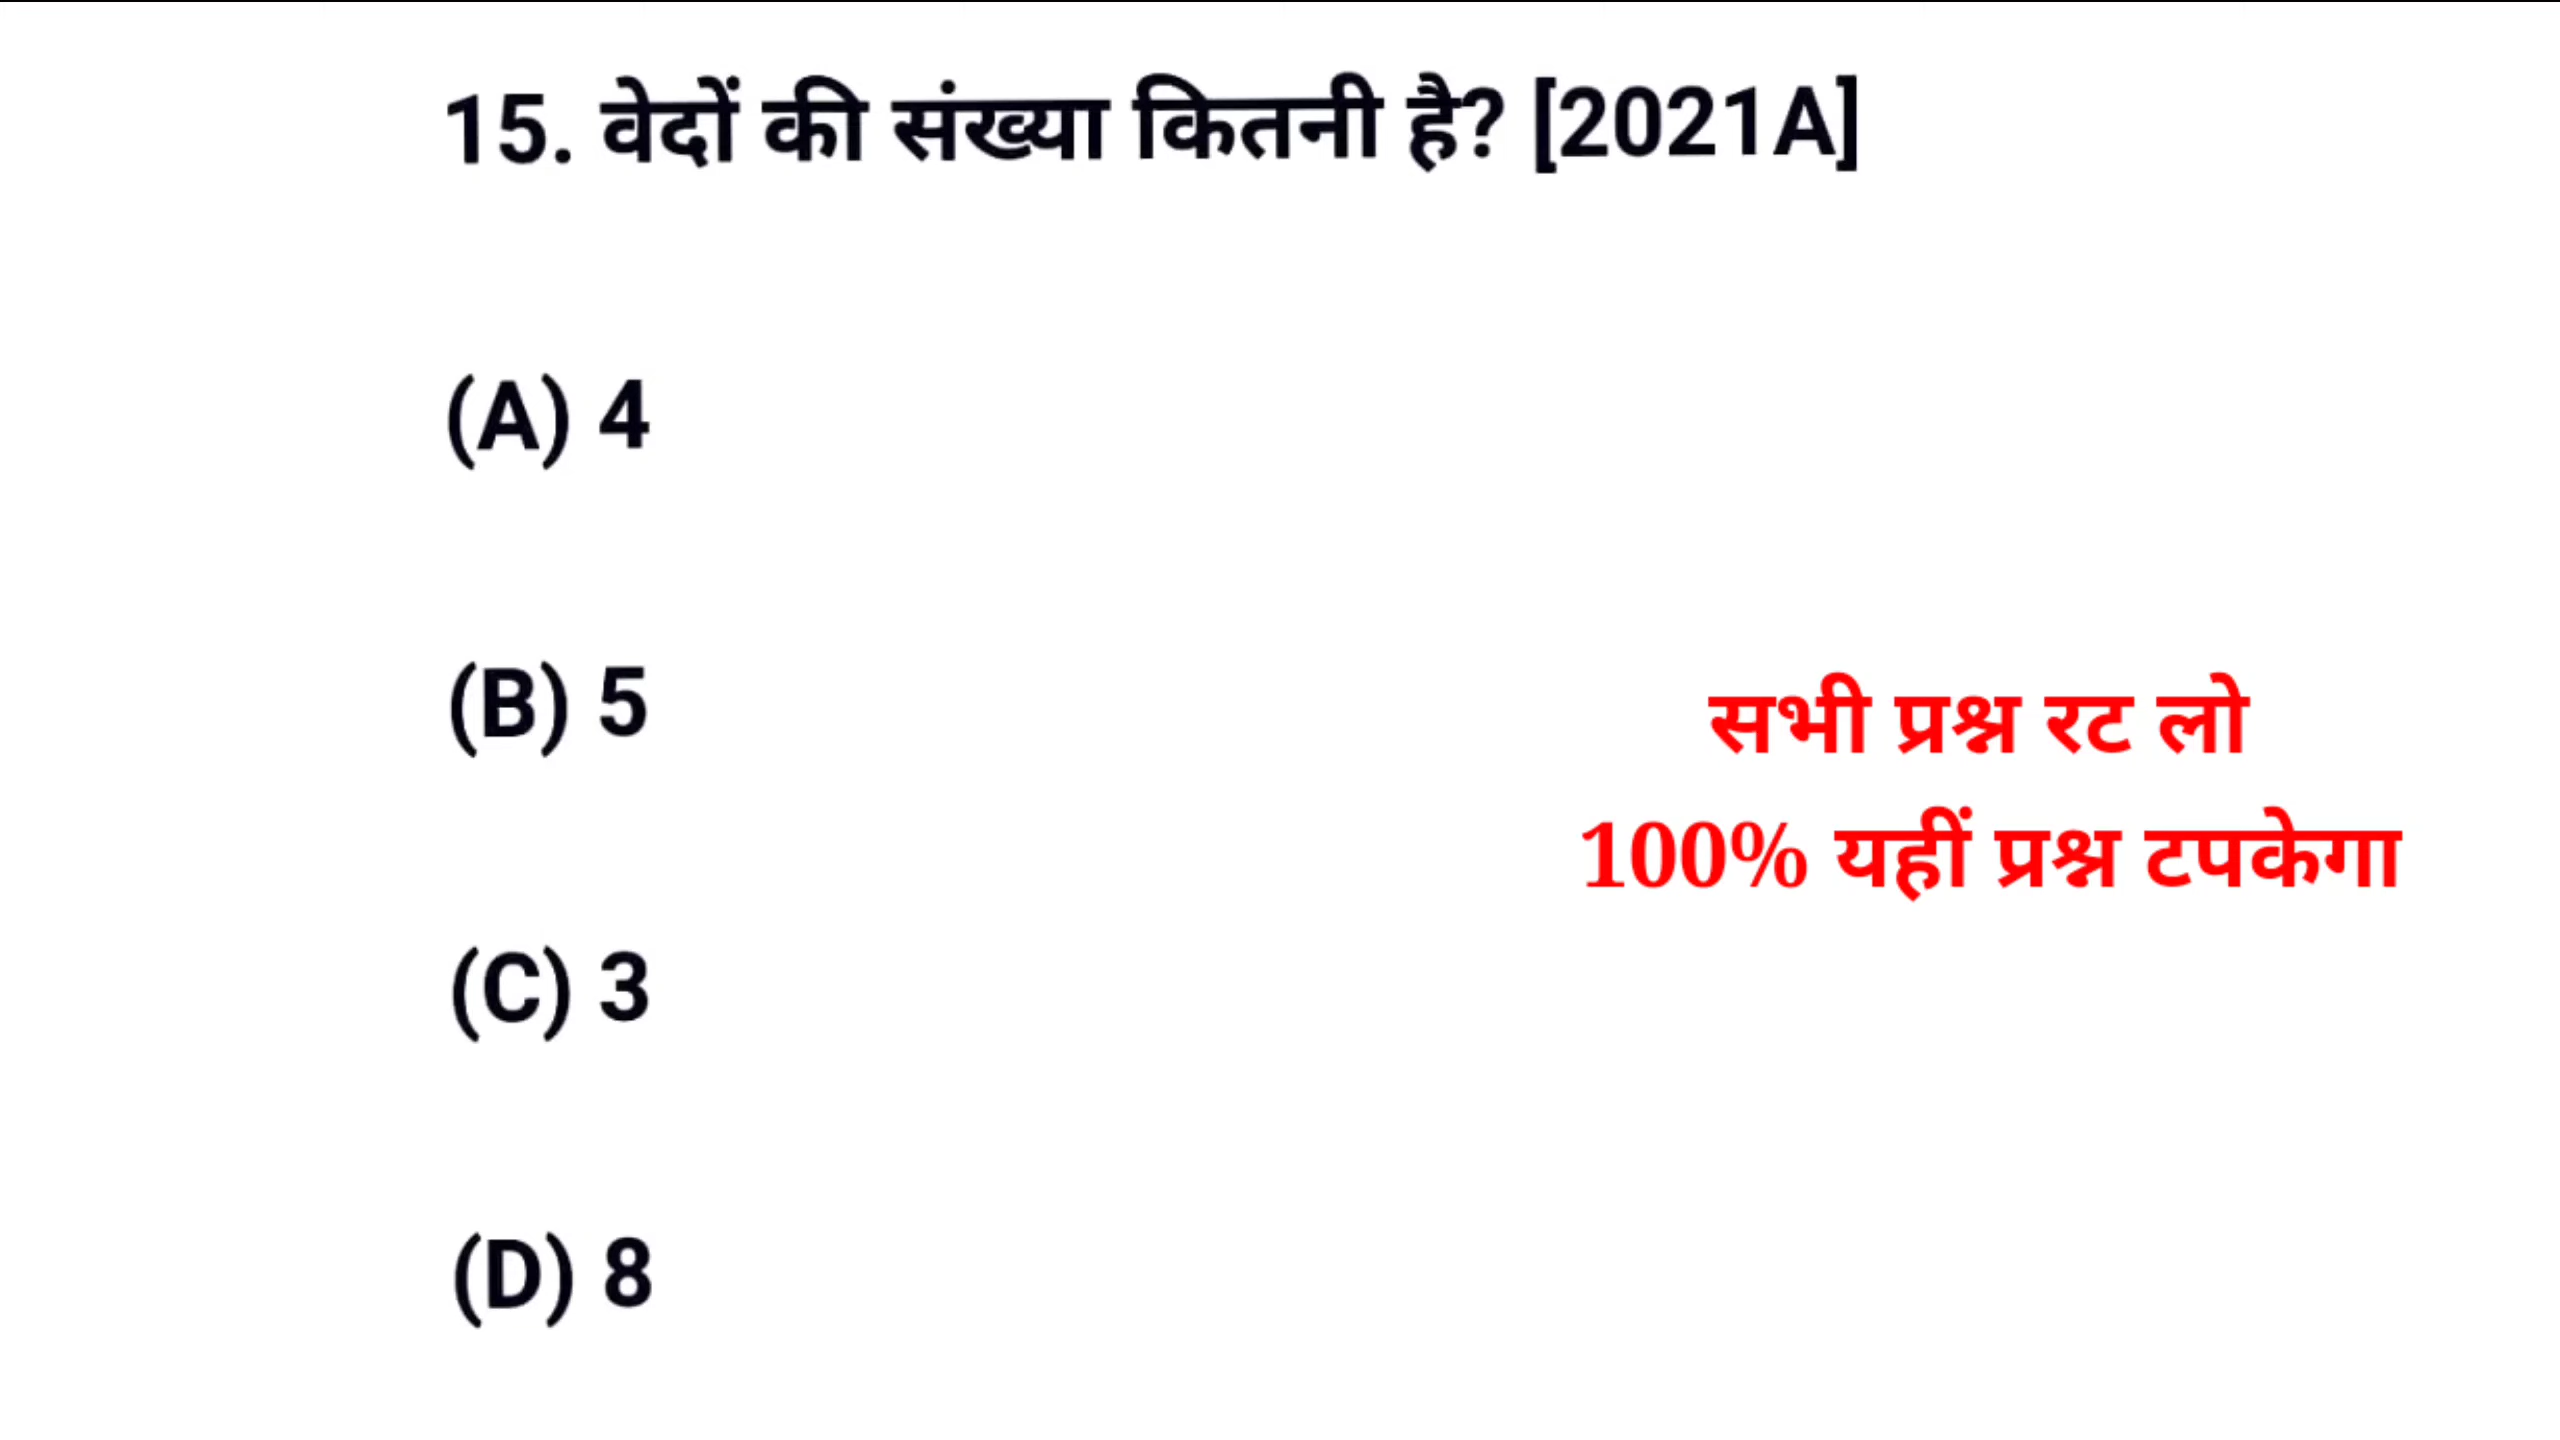 15. वेदों की संख्या कितनी है? [2021A]
(A) 4
(B) 5
सभी प्रश्न रट लो
100% यहीं प्रश्न टपकेगा
(C) 3
(D) 8